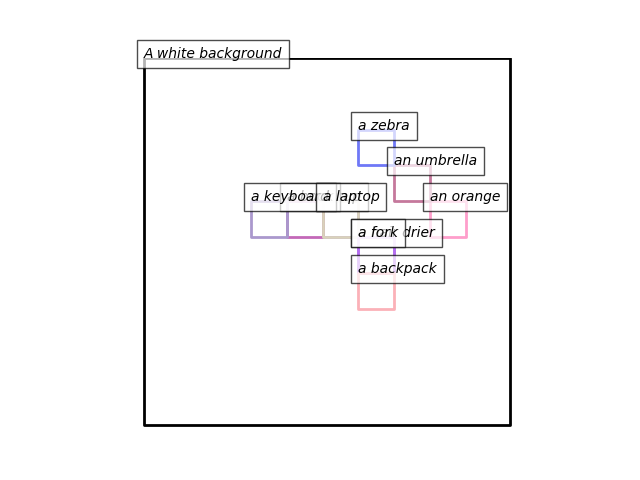 A white background
a zebra
an umbrella
a keyboard
a laptop
an orange
a fork
drier
a backpack